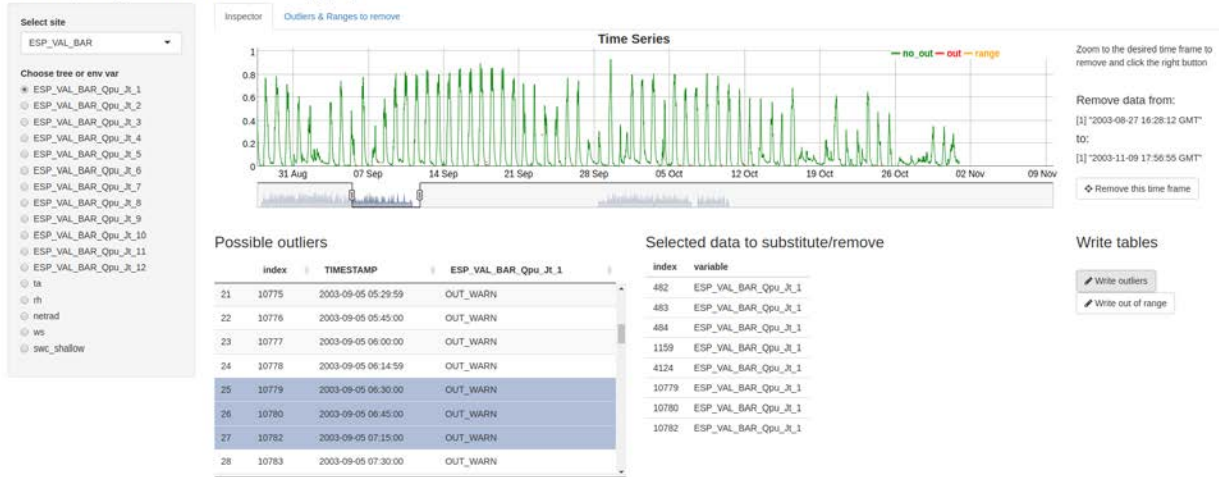 Select site
ESP_VAL_BAR
Choose tree or env var
ESP_VAL_BAR_Qpu_Jt_1
ESP_VAL_BAR_Qpu_Jt_2
ESP_VAL_BAR_Qpu_Jt_3
ESP_VAL_BAR_Qpu_Jt_4
ESP_VAL_BAR_Qpu_Jt_5
ESP_VAL_BAR_Qpu_Jt_6
ESP_VAL_BAR_Qpu_Jt_7
ESP_VAL_BAR_Qpu_Jt_8
ESP_VAL_BAR_Qpu_Jt_9
ESP_VAL_BAR_Qpu_Jt_10
ESP_VAL_BAR_Qpu_Jt_11
ESP_VAL_BAR_Qpu_Jt_12
ta
rh
netrad
ws
swc_shallow
Inspector Outliers & Ranges to remove
Time Series
no_out out range
1
0.8
0.6
0.4
0.2
0
31 Aug 07 Sep 14 Sep 21 Sep 28 Sep 05 Oct 12 Oct 19 Oct 26 Oct 02 Nov 09 Nov
Zoom to the desired time frame to
remove and click the right button
Remove data from:
[1] "2003-08-27 16:28:12 GMT"
to:
[1] "2003-11-09 17:56:55 GMT"
Remove this time frame
Possible outliers
index TIMESTAMP ESP_VAL_BAR_Qpu_Jt_1
21 10775 2003-09-05 05:29:59 OUT_WARN
22 10776 2003-09-05 05:45:00 OUT_WARN
23 10777 2003-09-05 06:00:00 OUT_WARN
24 10778 2003-09-05 06:14:59 OUT_WARN
25 10779 2003-09-05 06:30:00 OUT_WARN
26 10780 2003-09-05 06:45:00 OUT_WARN
27 10782 2003-09-05 07:15:00 OUT_WARN
28 10783 2003-09-05 07:30:00 OUT_WARN
Selected data to substitute/remove
index variable
482 ESP_VAL_BAR_Qpu_Jt_1
483 ESP_VAL_BAR_Qpu_Jt_1
484 ESP_VAL_BAR_Qpu_Jt_1
1159 ESP_VAL_BAR_Qpu_Jt_1
4124 ESP_VAL_BAR_Qpu_Jt_1
10779 ESP_VAL_BAR_Qpu_Jt_1
10780 ESP_VAL_BAR_Qpu_Jt_1
10782 ESP_VAL_BAR_Qpu_Jt_1
Write tables
Write outliers
Write out of range